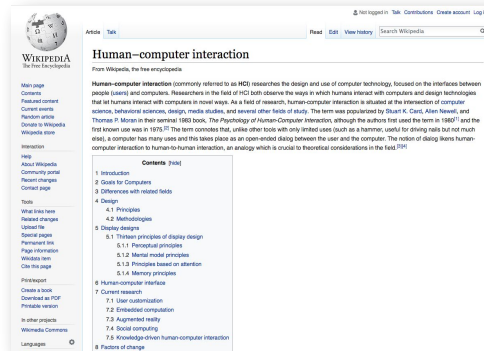 Not logged in Talk Contributions Create account Log i
Article Talk
Read Edit View history
Search Wikipedia
WIKIPEDIA
The Free Encyclopedia
Main page
Contents
Featured content
Current events
Random article
Donate to Wikipedia
Wikipedia store
Interaction
Help
About Wikipedia
Community portal
Recent changes
Contact page
Tools
What links here
Related changes
Upload file
Special pages
Permanent link
Page information
Wikidata item
Cite this page
Print/export
Create a book
Download as PDF
Printable version
In other projects
Wikimedia Commons
Languages
Human–computer interaction
From Wikipedia, the free encyclopedia
Human–computer interaction (commonly referred to as HCI) researches the design and use of computer technology, focused on the interfaces between
people (users) and computers. Researchers in the field of HCI both observe the ways in which humans interact with computers and design technologies
that let humans interact with computers in novel ways. As a field of research, human-computer interaction is situated at the intersection of computer
science, behavioral sciences, design, media studies, and several other fields of study. The term was popularized by Stuart K. Card, Allen Newell, and
Thomas P. Moran in their seminal 1983 book, The Psychology of Human-Computer Interaction, although the authors first used the term in 1980[1] and the
first known use was in 1975.[2] The term connotes that, unlike other tools with only limited uses (such as a hammer, useful for driving nails but not much
else), a computer has many uses and this takes place as an open-ended dialog between the user and the computer. The notion of dialog likens human-
computer interaction to human-to-human interaction, an analogy which is crucial to theoretical considerations in the field.[3][4]
Contents [hide]
1 Introduction
2 Goals for Computers
3 Differences with related fields
4 Design
4.1 Principles
4.2 Methodologies
5 Display designs
5.1 Thirteen principles of display design
5.1.1 Perceptual principles
5.1.2 Mental model principles
5.1.3 Principles based on attention
5.1.4 Memory principles
6 Human-computer interface
7 Current research
7.1 User customization
7.2 Embedded computation
7.3 Augmented reality
7.4 Social computing
7.5 Knowledge-driven human-computer interaction
8 Factors of change